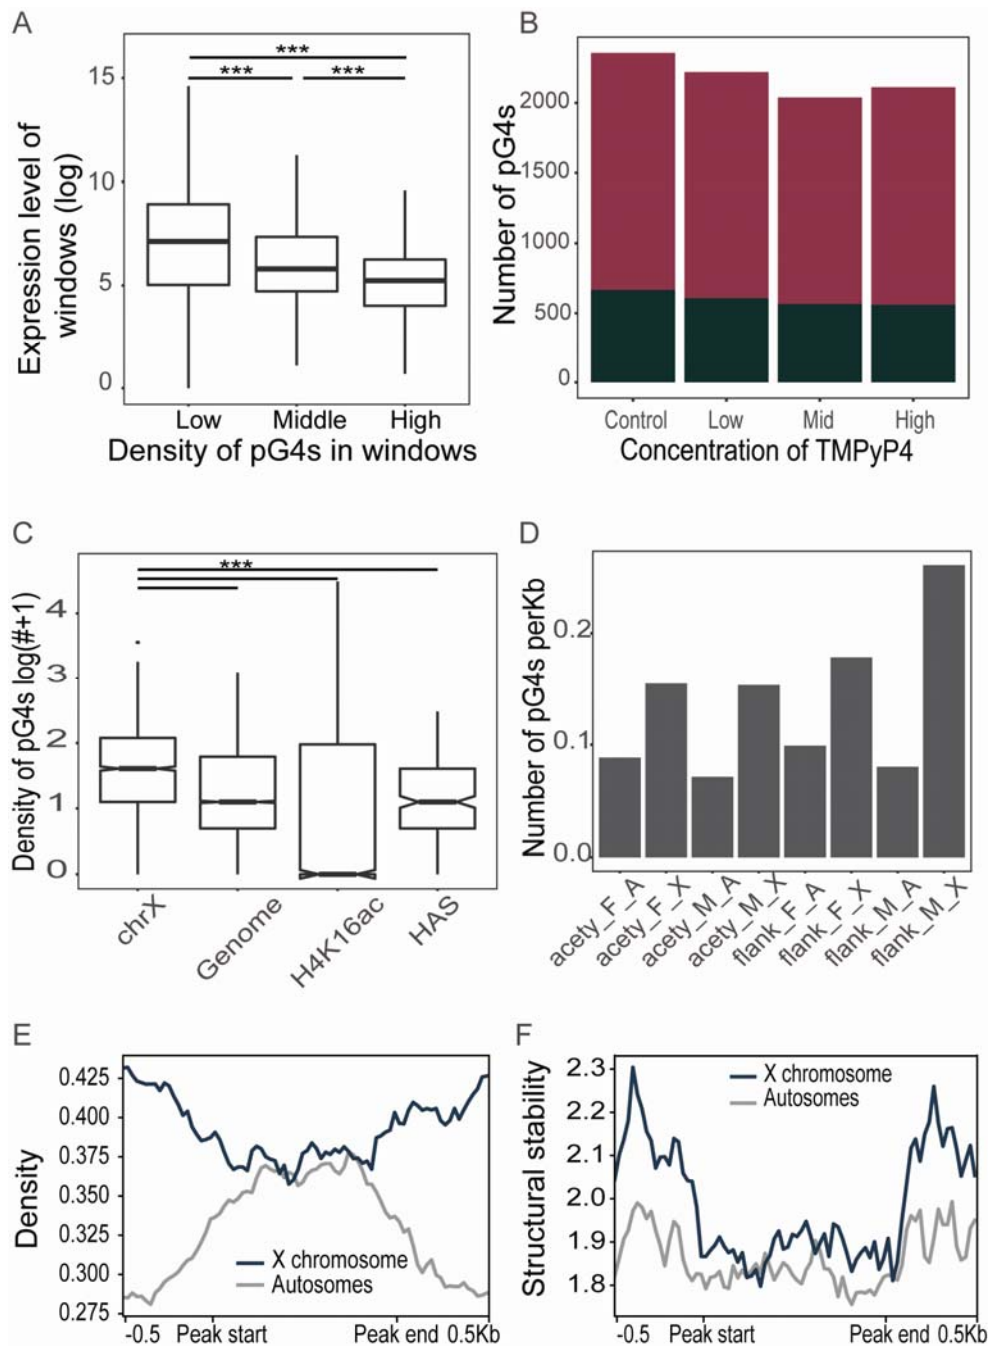 A
***
***
***
15
10
5
0
Expression level of
windows (log)
Low
Middle
High
Density of pG4s in windows
B
2000
1500
1000
500
0
Number of pG4s
Control
Low
Mid
High
Concentration of TMPyP4
C
***
4
3
2
1
0
Density of pG4s log(#+1)
chrX
Genome
H4K16ac
HAS
D
0.2
0.1
0.0
Number of pG4s perKb
acety_F_A
acety_F_X
acety_M_A
acety_M_X
flank_F_A
flank_F_X
flank_M_A
flank_M_X
E
0.425
0.400
0.375
0.350
0.325
0.300
0.275
Density
X chromosome
Autosomes
-0.5
Peak start
Peak end
0.5Kb
F
2.3
2.2
2.1
2.0
1.9
1.8
Structural stability
X chromosome
Autosomes
-0.5
Peak start
Peak end
0.5Kb